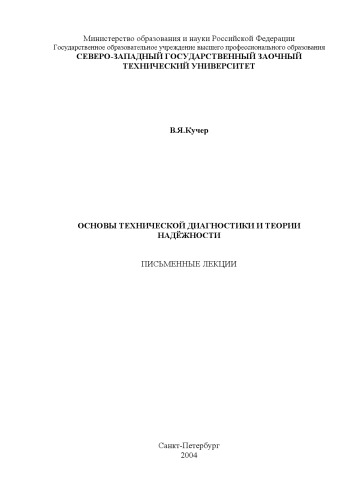 Министерство образования и науки Российской Федерации
Государственное образовательное учреждение высшего профессионального образования
СЕВЕРО-ЗАПАДНЫЙ ГОСУДАРСТВЕННЫЙ ЗАОЧНЫЙ
ТЕХНИЧЕСКИЙ УНИВЕРСИТЕТ
В.Я.Кучер
ОСНОВЫ ТЕХНИЧЕСКОЙ ДИАГНОСТИКИ И ТЕОРИИ
НАДЁЖНОСТИ
ПИСЬМЕННЫЕ ЛЕКЦИИ
Санкт-Петербург
2004